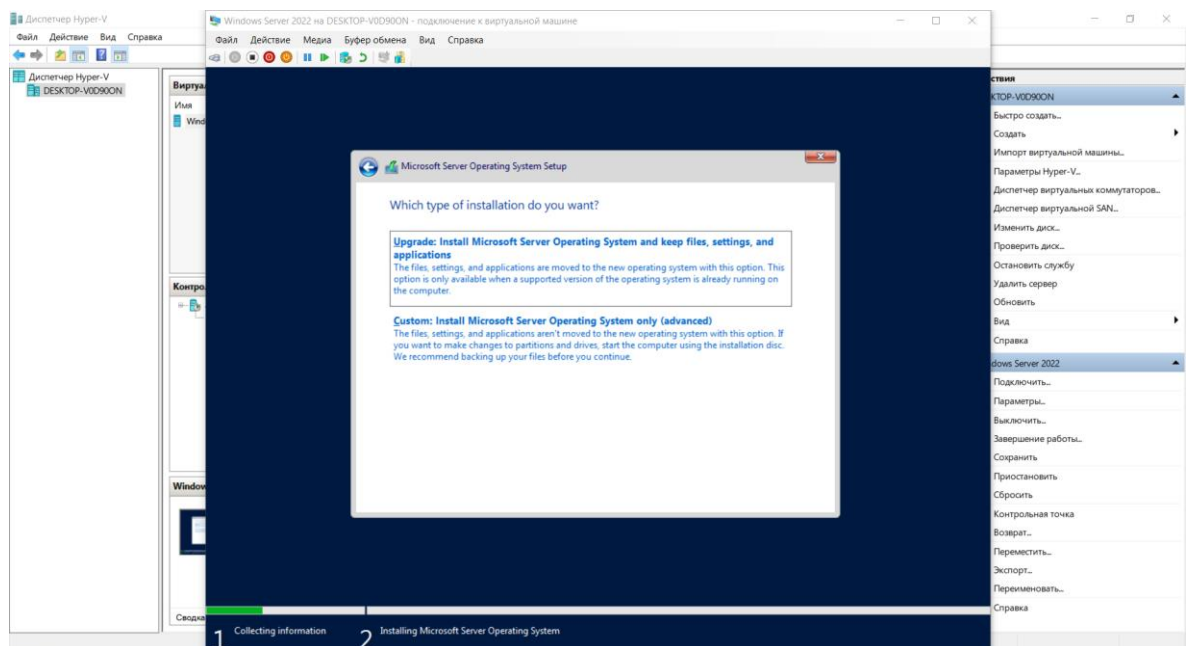 Диспетчер Hyper-V
Файл Действие Вид Справка
Диспетчер Hyper-V
DESKTOP-V0D90ON
Имя
Сводка
Windows Server 2022 на DESKTOP-V0D90ON - подключение к виртуальной машине
Файл Действие Медиа Буфер обмена Вид Справка
Microsoft Server Operating System Setup
Which type of installation do you want?
Upgrade: Install Microsoft Server Operating System and keep files, settings, and
applications
The files, settings, and applications are moved to the new operating system with this option. This
option is only available when a supported version of the operating system is already running on
the computer.
Custom: Install Microsoft Server Operating System only (advanced)
The files, settings, and applications aren't moved to the new operating system with this option. If
you want to make changes to partitions and drives, start the computer using the installation disc.
We recommend backing up your files before you continue.
1 Collecting information 2 Installing Microsoft Server Operating System
ствия
KTOP-V0D90ON
Быстро создать...
Создать
Импорт виртуальной машины...
Параметры Hyper-V...
Диспетчер виртуальных коммутаторов...
Диспетчер виртуальной SAN...
Изменить диск...
Проверить диск...
Остановить службу
Удалить сервер
Обновить
Вид
Справка
dows Server 2022
Подключить...
Параметры...
Выключить...
Завершение работы...
Сохранить
Приостановить
Сбросить
Контрольная точка
Возврат...
Переместить...
Экспорт...
Переименовать...
Справка